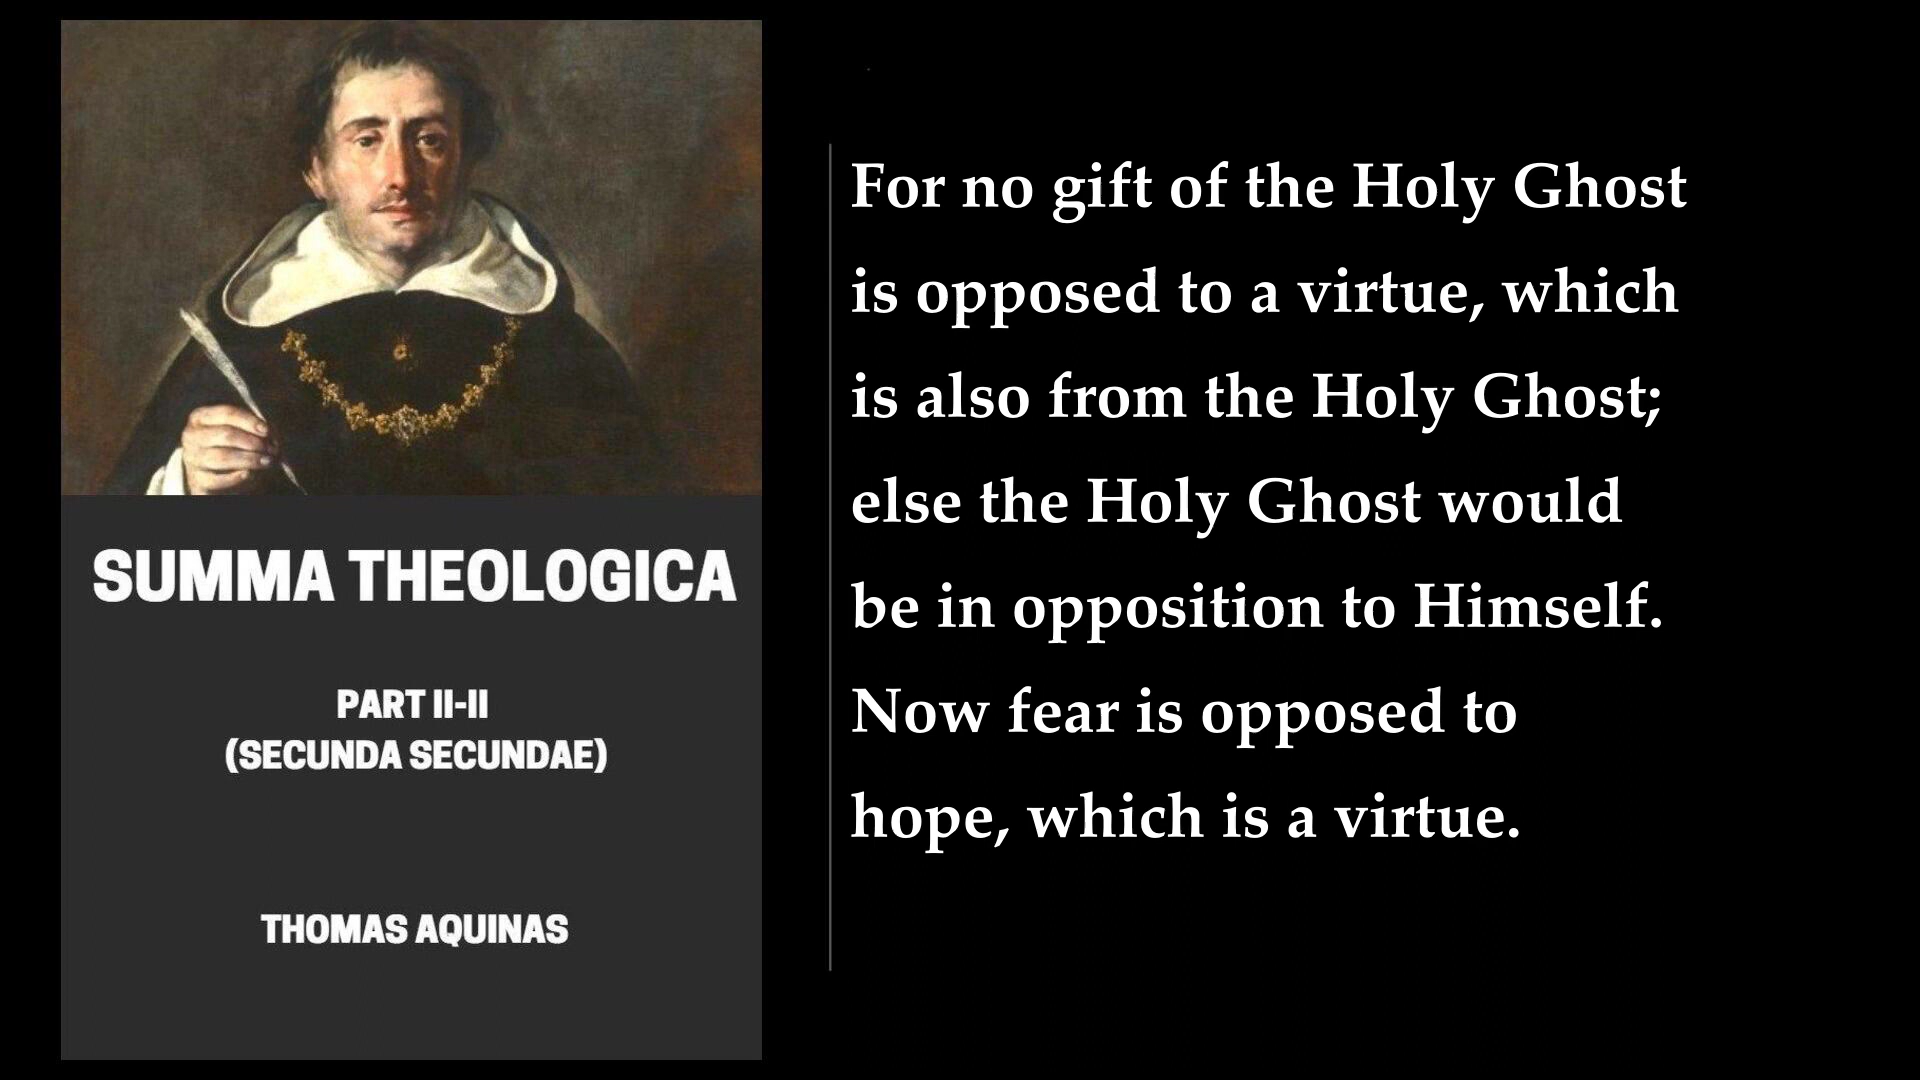 SUMMA THEOLOGICA
PART II-II
(SECUNDA SECUNDAE)
THOMAS AQUINAS
For no gift of the Holy Ghost
is opposed to a virtue, which
is also from the Holy Ghost;
else the Holy Ghost would
be in opposition to Himself.
Now fear is opposed to
hope, which is a virtue.